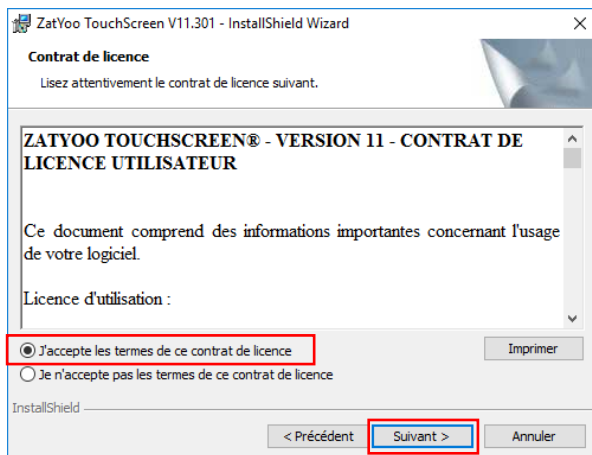 ZatYoo TouchScreen V11.301 - InstallShield Wizard
Contrat de licence
Lisez attentivement le contrat de licence suivant.
ZATYOO TOUCHSCREEN® - VERSION 11 - CONTRAT DE
LICENCE UTILISATEUR
Ce document comprend des informations importantes concernant l'usage
de votre logiciel.
Licence d'utilisation :
J'accepte les termes de ce contrat de licence
Imprimer
Je n'accepte pas les termes de ce contrat de licence
InstallShield
< Précédent
Suivant >
Annuler